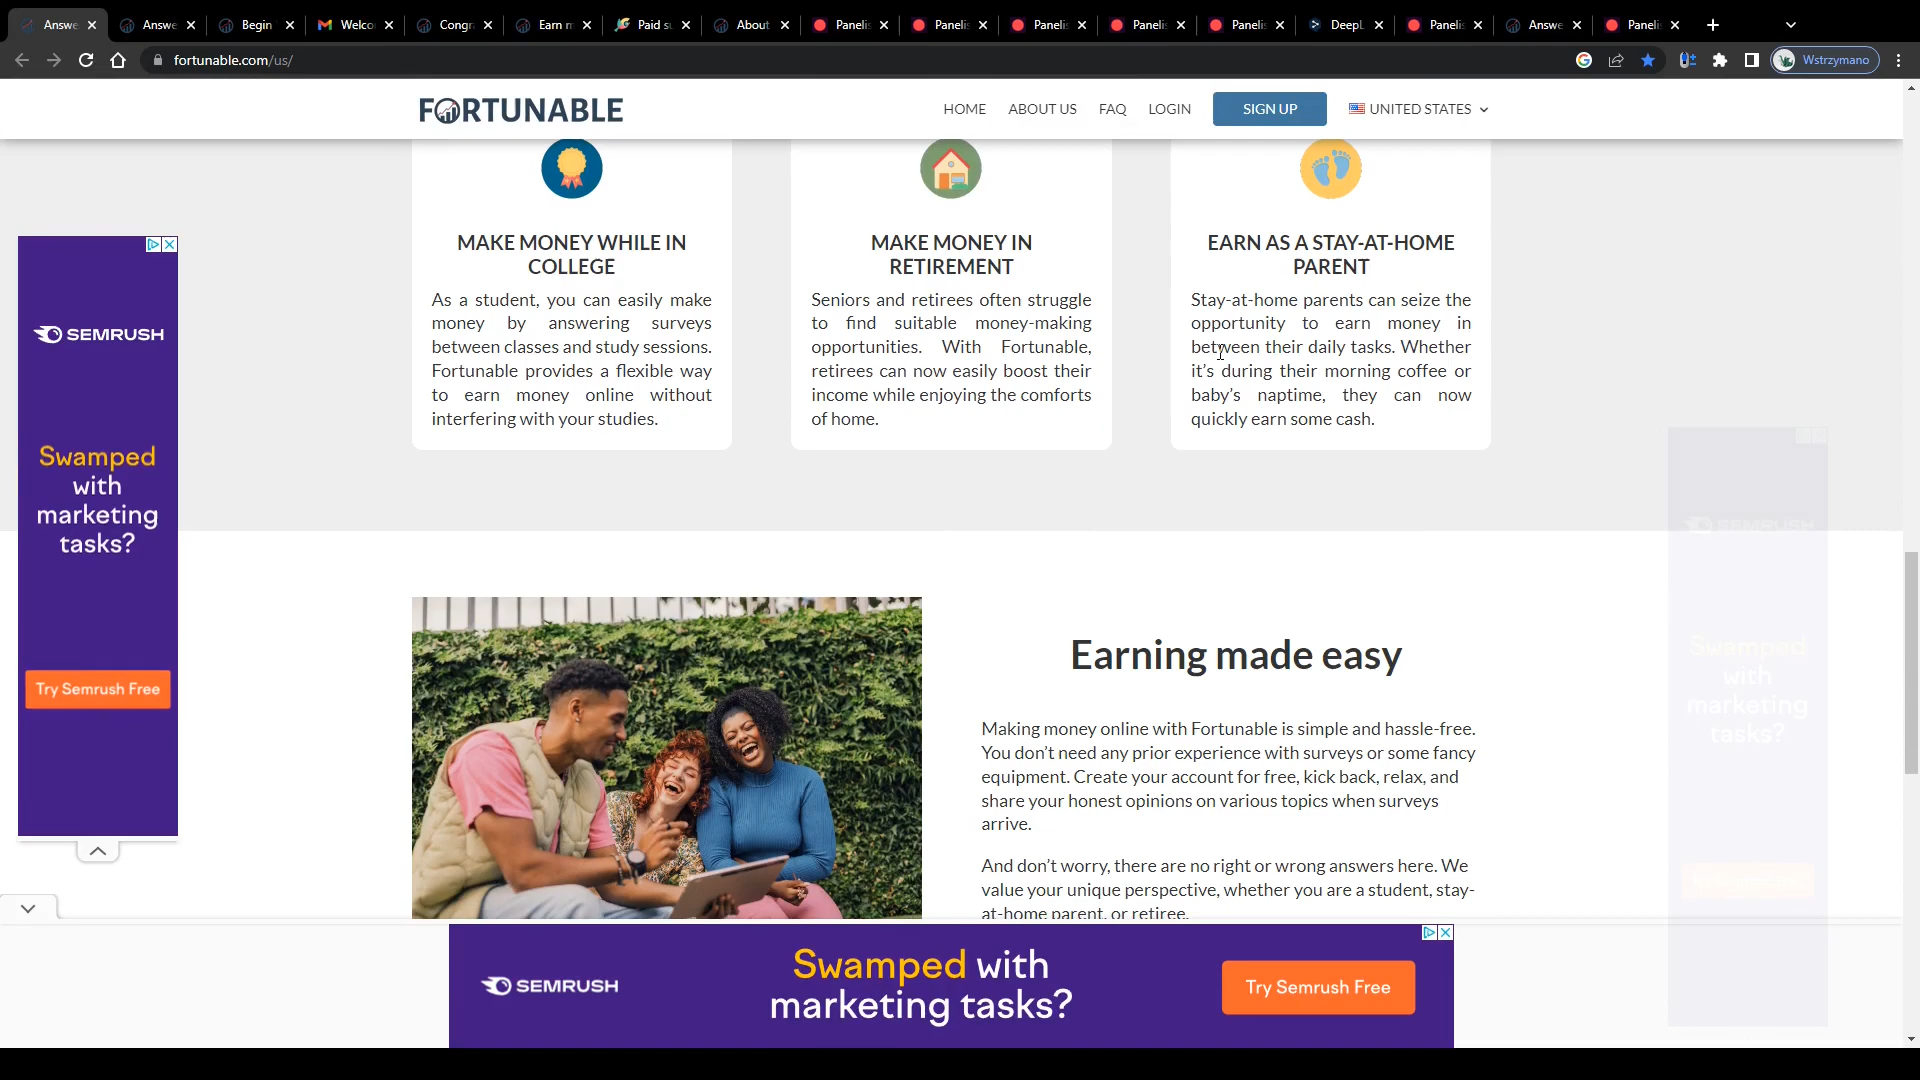 Answe
Answe
Begin
Welco
Congr
Earn m
Paid su
About
Panelis
Panelis
Panelis
Panelis
Panelis
DeepL
Panelis
Answe
Panelis
fortunable.com/us/
Wstrzymano
FORTUNABLE
HOME
ABOUT US
FAQ
LOGIN
SIGN UP
UNITED STATES
MAKE MONEY WHILE IN
COLLEGE
As a student, you can easily make
money by answering surveys
between classes and study sessions.
Fortunable provides a flexible way
to earn money online without
interfering with your studies.
MAKE MONEY IN
RETIREMENT
Seniors and retirees often struggle
to find suitable money-making
opportunities. With Fortunable,
retirees can now easily boost their
income while enjoying the comforts
of home.
EARN AS A STAY-AT-HOME
PARENT
Stay-at-home parents can seize the
opportunity to earn money in
between their daily tasks. Whether
it’s during their morning coffee or
baby’s naptime, they can now
quickly earn some cash.
SEMRUSH
Swamped
with
marketing
tasks?
Try Semrush Free
SEMRUSH
Swamped
with
marketing
tasks?
Earning made easy
Making money online with Fortunable is simple and hassle-free.
You don’t need any prior experience with surveys or some fancy
equipment. Create your account for free, kick back, relax, and
share your honest opinions on various topics when surveys
arrive.
And don’t worry, there are no right or wrong answers here. We
value your unique perspective, whether you are a student, stay-
at-home parent, or retiree.
SEMRUSH
Swamped with
marketing tasks?
Try Semrush Free